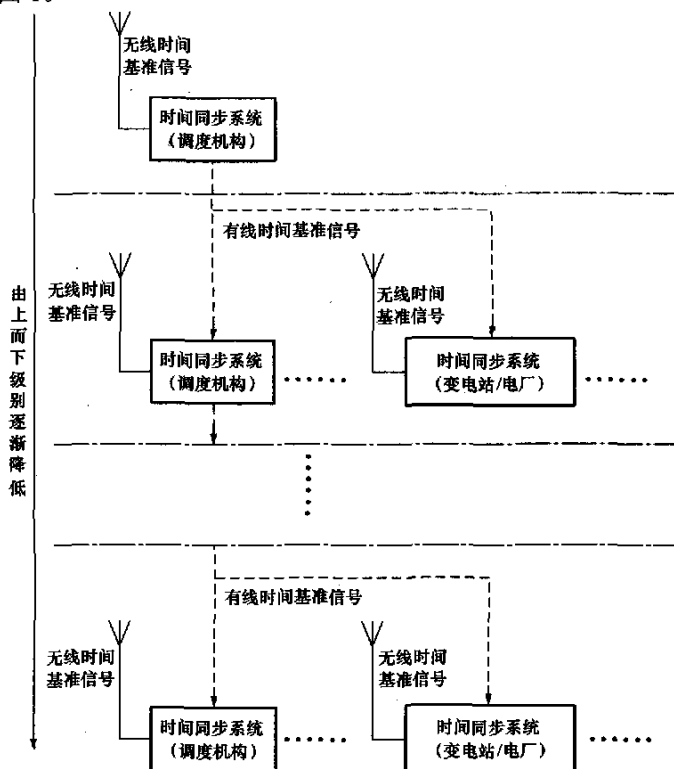 无线时间
基准信号
时间同步系统
(调度机构)
有线时间基准信号
无线时间
基准信号
无线时间
基准信号
时间同步系统
(调度机构)
······
时间同步系统
(变电站/电厂)
······
由上而下级别逐渐降低
······
有线时间基准信号
无线时间
基准信号
无线时间
基准信号
时间同步系统
(调度机构)
······
时间同步系统
(变电站/电厂)
······